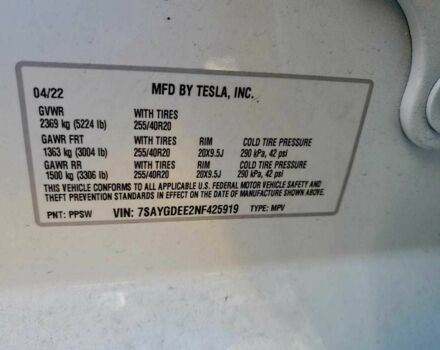 04/22 MFD BY TESLA, INC.
GVWR WITH TIRES
2369 kg (5224 lb) 255/40R20
GAWR FRT WITH TIRES RIM COLD TIRE PRESSURE
1363 kg (3004 lb) 255/40R20 20X9.5J 290 kPa, 42 psi
GAWR RR WITH TIRES RIM COLD TIRE PRESSURE
1500 kg (3306 lb) 255/40R20 20X9.5J 290 kPa, 42 psi
THIS VEHICLE CONFORMS TO ALL APPLICABLE U.S. FEDERAL MOTOR VEHICLE SAFETY AND
THEFT PREVENTION STANDARDS IN EFFECT ON THE DATE OF MANUFACTURE SHOWN ABOVE.
PNT: PPSW VIN: 7SAYGDEE2NF425919 TYPE: MPV